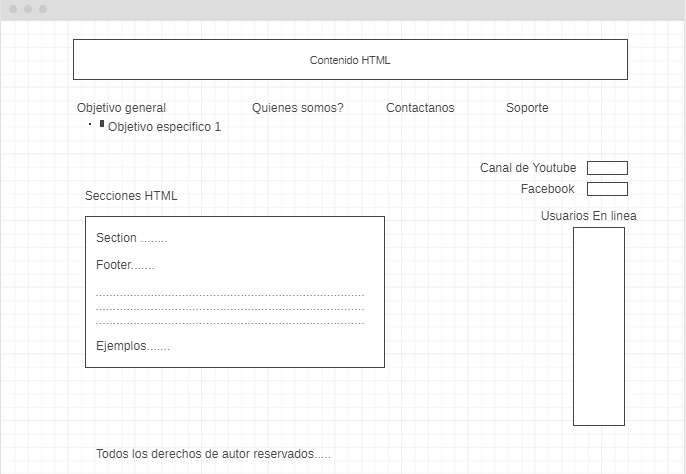 Contenido HTML
Objetivo general
Quienes somos?
Contactanos
Soporte
Objetivo especifico 1
Canal de Youtube
Facebook
Secciones HTML
Usuarios En linea
Section ........
Footer.......
................................................................................
................................................................................
................................................................................
Ejemplos.......
Todos los derechos de autor reservados.....